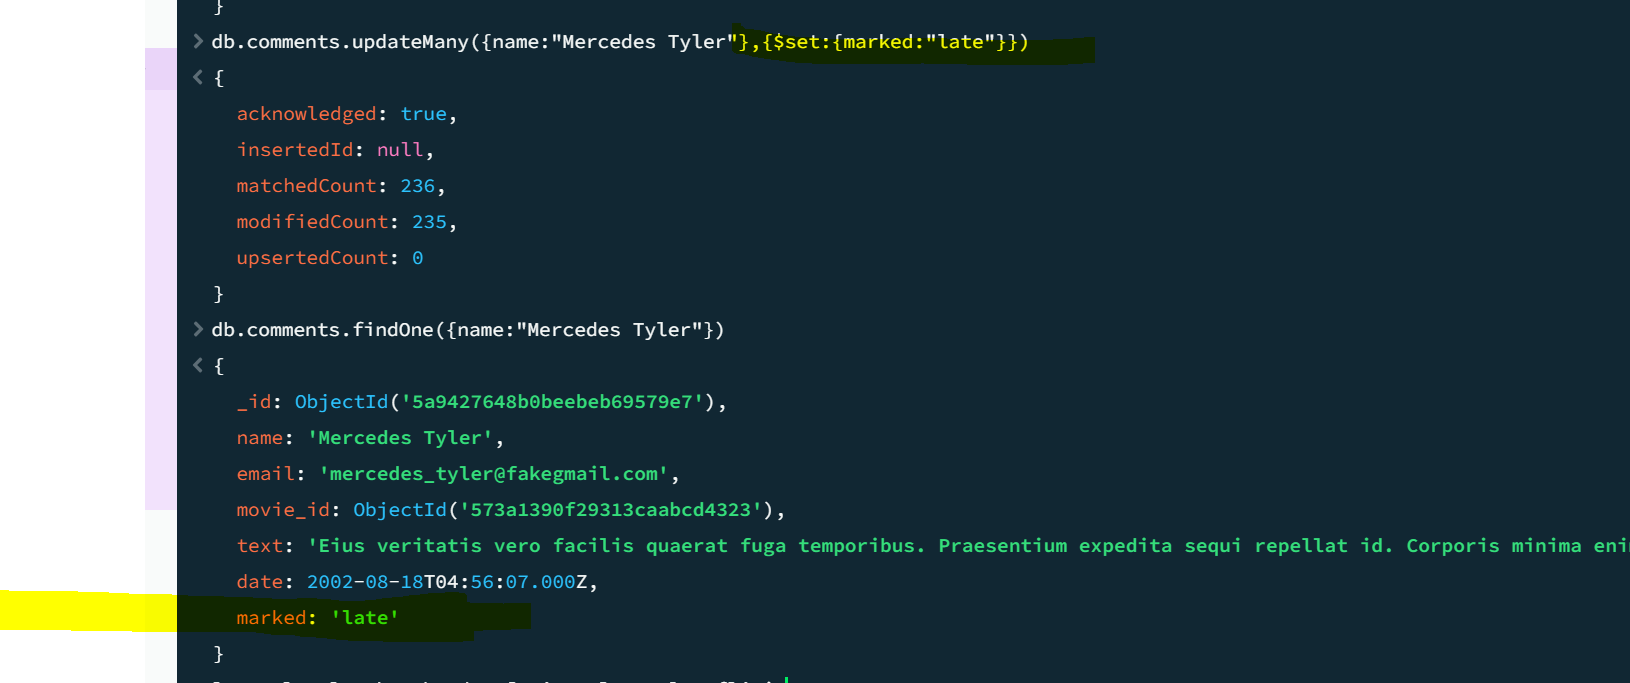 }
> db.comments.updateMany({name:"Mercedes Tyler"},{$set:{marked:"late"}})
< {
acknowledged: true,
insertedId: null,
matchedCount: 236,
modifiedCount: 235,
upsertedCount: 0
}
> db.comments.findOne({name:"Mercedes Tyler"})
< {
_id: ObjectId('5a9427648b0beebeb69579e7'),
name: 'Mercedes Tyler',
email: 'mercedes_tyler@fakegmail.com',
movie_id: ObjectId('573a1390f29313caabcd4323'),
text: 'Eius veritatis vero facilis quaerat fuga temporibus. Praesentium expedita sequi repellat id. Corporis minima
date: 2002-08-18T04:56:07.000Z,
marked: 'late'
}